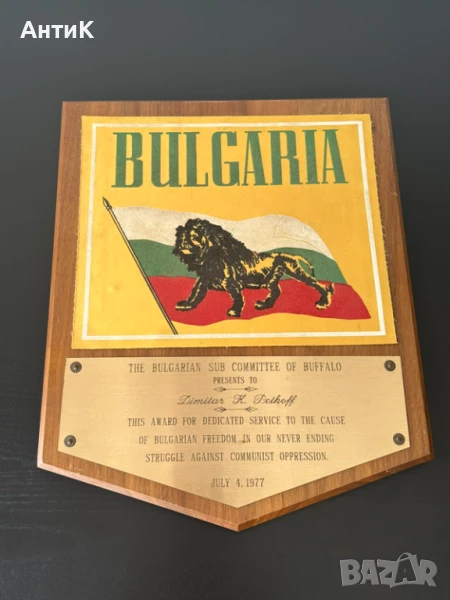 АнтиК
BULGARIA
THE BULGARIAN SUB COMMITTEE OF BUFFALO
PRESENTS TO
Dimitar K. Deikoff
THIS AWARD FOR DEDICATED SERVICE TO THE CAUSE
OF BULGARIAN FREEDOM IN OUR NEVER ENDING
STRUGGLE AGAINST COMMUNIST OPPRESSION.
JULY 4, 1977
BAZAR